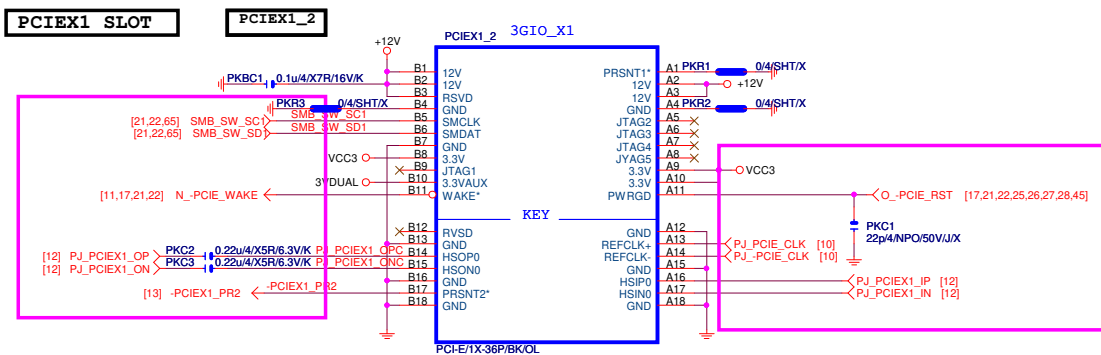 PCIEX1 SLOT
PCIEX1_2
PCIEX1_2
3GIO_X1
+12V
PKBC1
0.1u/4/X7R/16V/K
B1
12V
B2
12V
B3
RSVD
PKR3
0/4/SHT/X
B4
GND
[21,22,65]
SMB_SW_SC1
SMB_SW_SC1
B5
SMCLK
[21,22,65]
SMB_SW_SD1
SMB_SW_SD1
B6
SMDAT
B7
GND
VCC3
B8
3.3V
B9
JTAG1
3VDUAL
B10
3.3VAUX
[11,17,21,22]
N_-PCIE_WAKE
B11
WAKE*
KEY
B12
RVSD
B13
GND
[12]
PJ_PCIEX1_OP
PKC2
0.22u/4/X5R/6.3V/K
PJ_PCIEX1_OPC
B14
HSOP0
[12]
PJ_PCIEX1_ON
PKC3
0.22u/4/X5R/6.3V/K
PJ_PCIEX1_ONC
B15
HSON0
B16
GND
[13]
-PCIEX1_PR2
-PCIEX1_PR2
B17
PRSNT2*
B18
GND
PRSNT1*
A1
PKR1
0/4/SHT/X
12V
A2
+12V
12V
A3
GND
A4
PKR2
0/4/SHT/X
JTAG2
A5
JTAG3
A6
JTAG4
A7
JYAG5
A8
3.3V
A9
VCC3
3.3V
A10
PWRGD
A11
O_-PCIE_RST
[17,21,22,25,26,27,28,45]
PKC1
22p/4/NPO/50V/J/X
GND
A12
REFCLK+
A13
PJ_PCIE_CLK
[10]
REFCLK-
A14
PJ_-PCIE_CLK
[10]
GND
A15
HSIP0
A16
PJ_PCIEX1_IP
[12]
HSIN0
A17
PJ_PCIEX1_IN
[12]
GND
A18
PCI-E/1X-36P/BK/OL